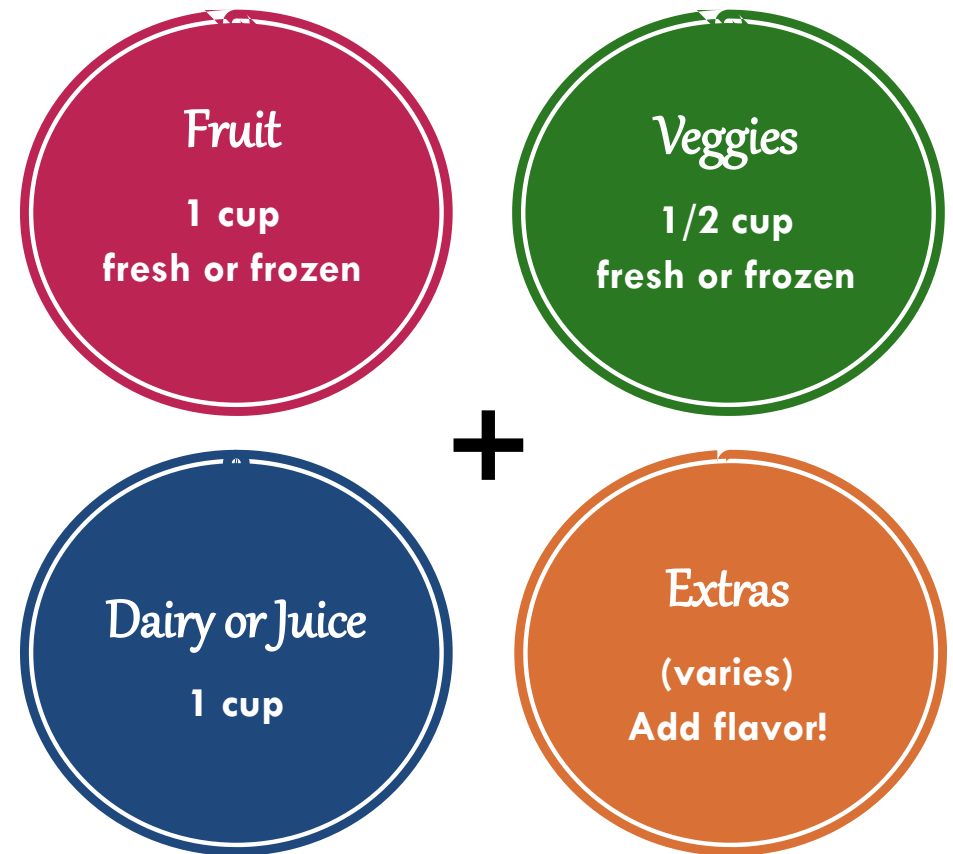 Fruit
1 cup
fresh or frozen
Veggies
1/2 cup
fresh or frozen
+
Dairy or Juice
1 cup
Extras
(varies)
Add flavor!